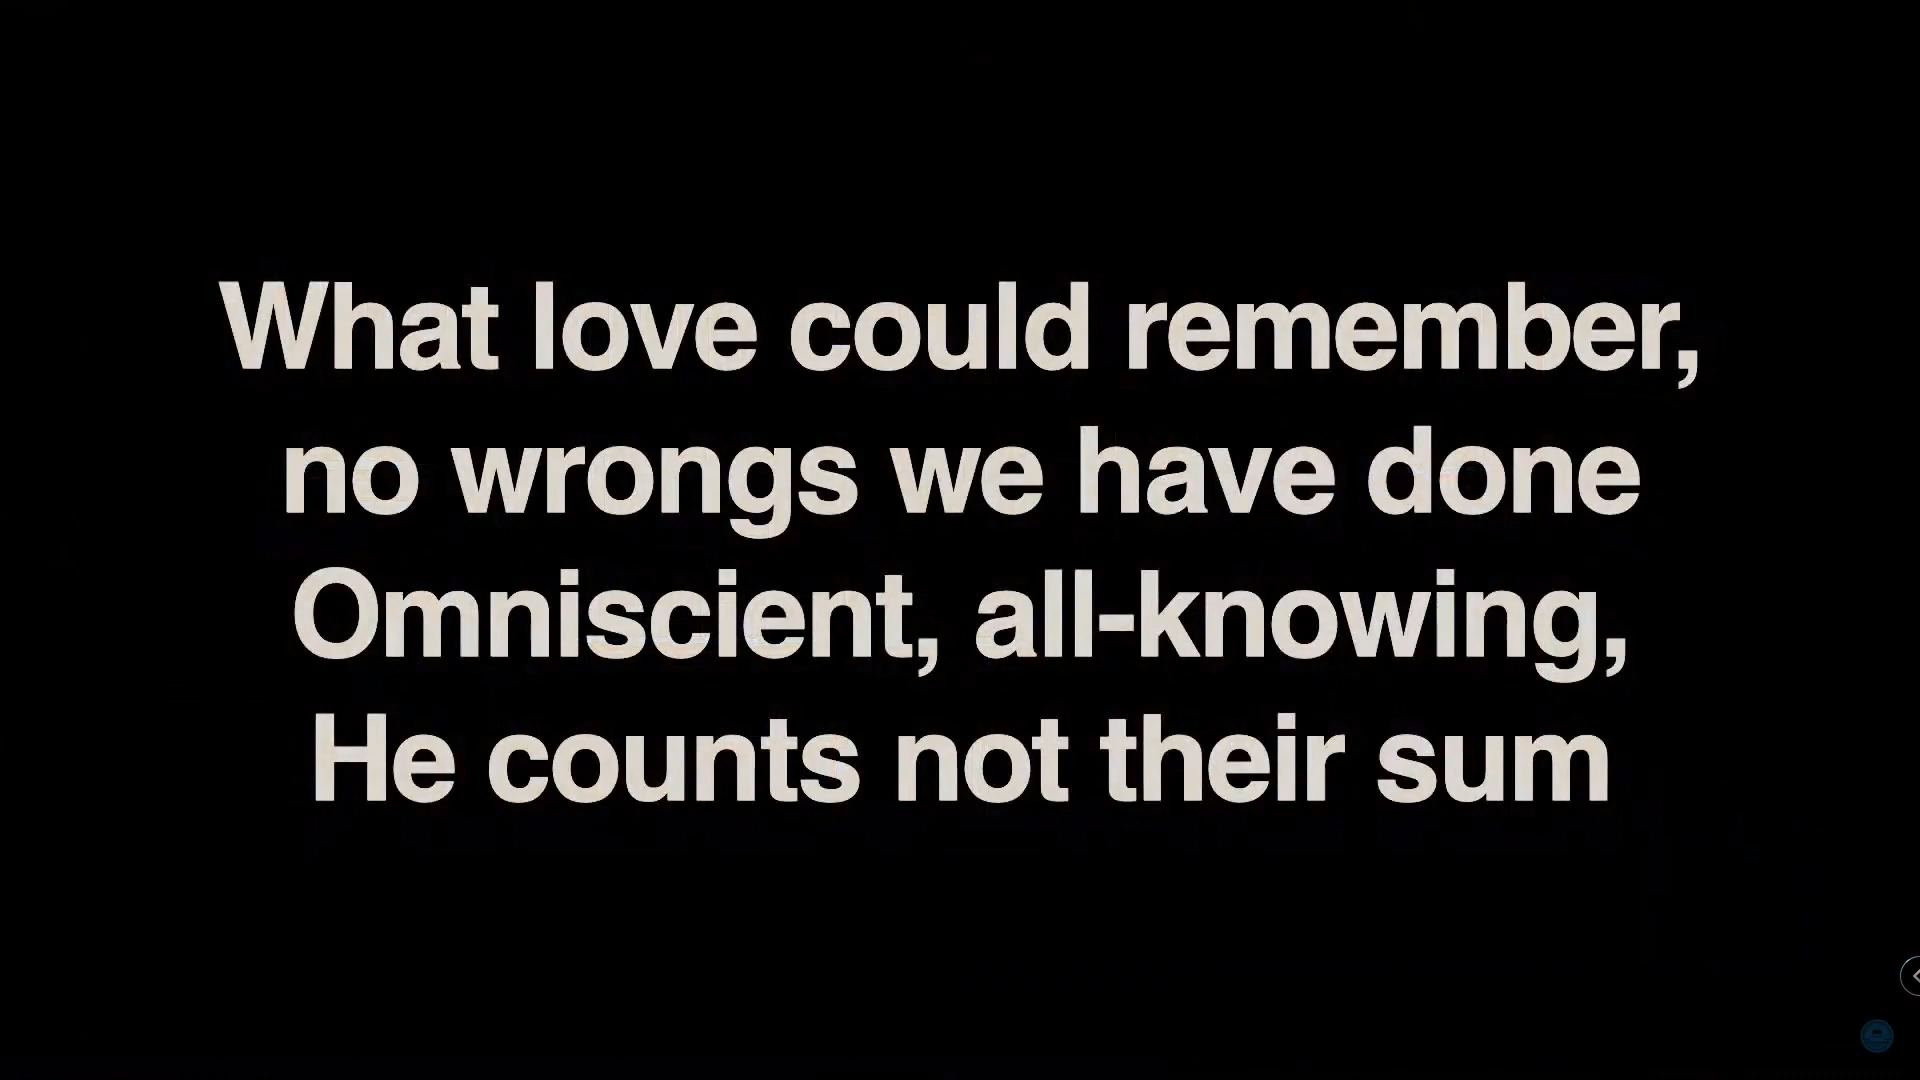 What love could remember,
no wrongs we have done
Omniscient, all-knowing,
He counts not their sum